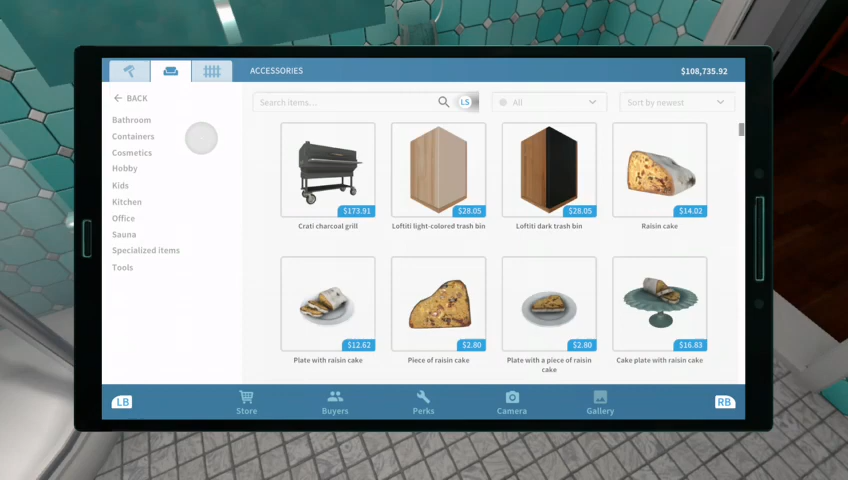 ACCESSORIES
$108,735.92
BACK
Search items...
LS
All
Sort by newest
Bathroom
Containers
Cosmetics
Hobby
Kids
Kitchen
Office
Sauna
Specialized items
Tools
$173.91
$28.05
$28.05
$14.02
Crati charcoal grill
Loftiti light-colored trash bin
Loftiti dark trash bin
Raisin cake
$12.62
$2.80
$2.80
$16.83
Plate with raisin cake
Piece of raisin cake
Plate with a piece of raisin
cake
Cake plate with raisin cake
LB
Store
Buyers
Perks
Camera
Gallery
RB